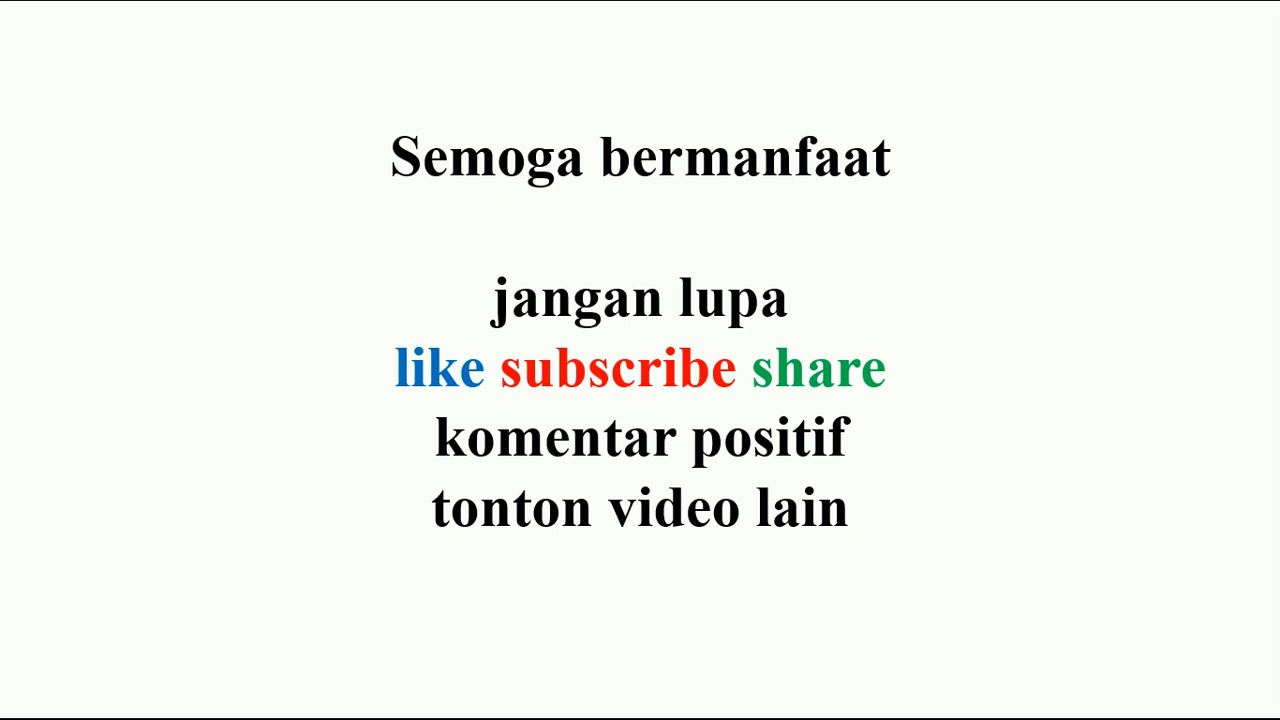 Semoga bermanfaat
jangan lupa
like subscribe share
komentar positif
tonton video lain